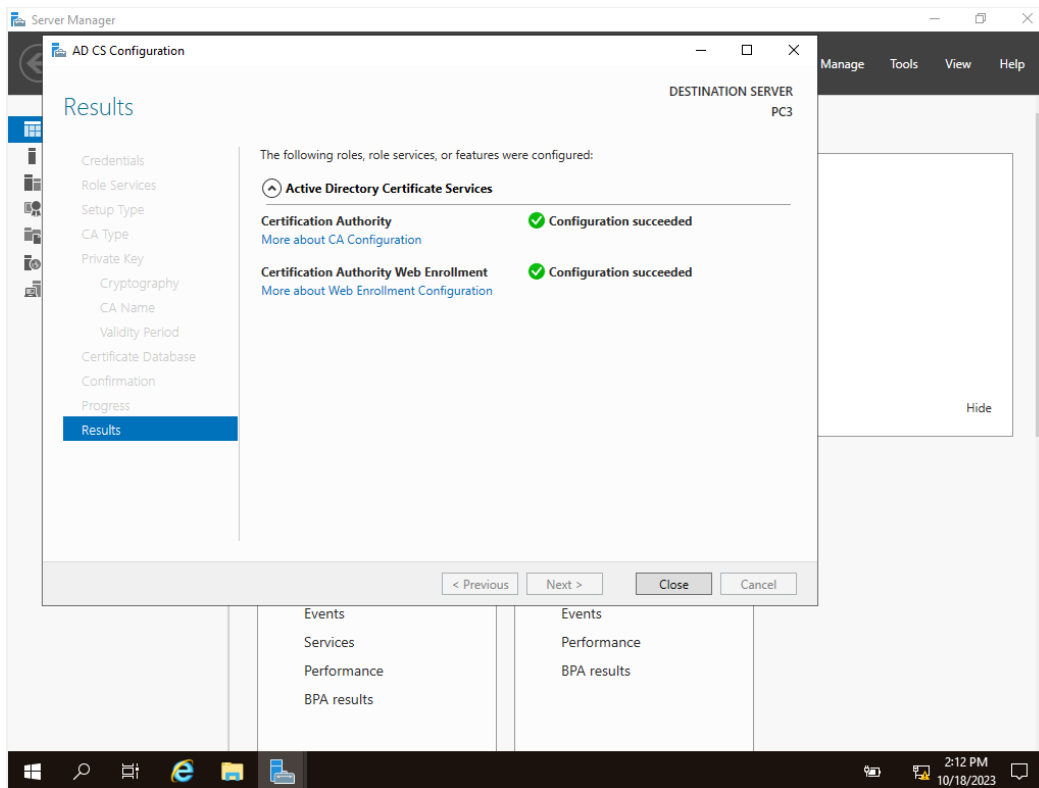 Server Manager
AD CS Configuration
Manage Tools View Help
Results
DESTINATION SERVER
PC3
Credentials
Role Services
Setup Type
CA Type
Private Key
Cryptography
CA Name
Validity Period
Certificate Database
Confirmation
Progress
Results
The following roles, role services, or features were configured:
Active Directory Certificate Services
Certification Authority Configuration succeeded
More about CA Configuration
Certification Authority Web Enrollment Configuration succeeded
More about Web Enrollment Configuration
Hide
< Previous Next > Close Cancel
Events
Services
Performance
BPA results
Events
Performance
BPA results
2:12 PM
10/18/2023